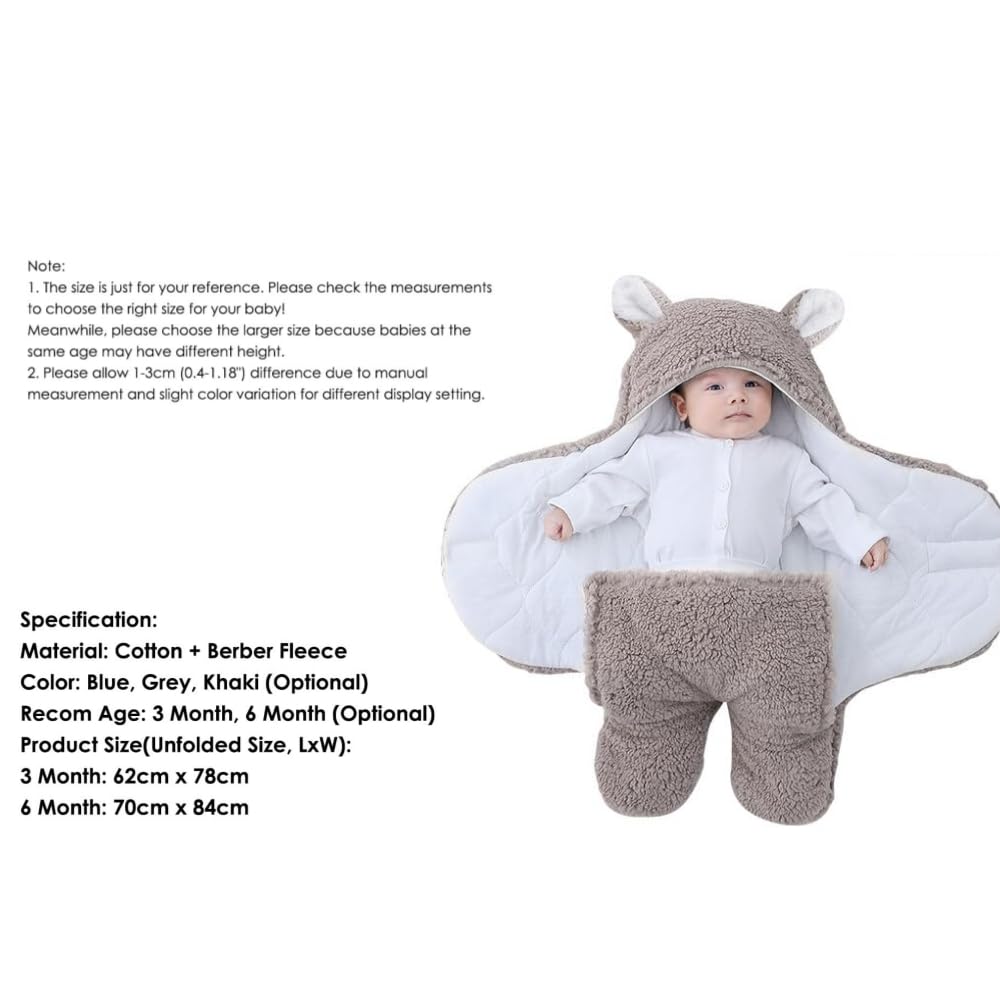 Note:
1. The size is just for your reference. Please check the measurements
to choose the right size for your baby!
Meanwhile, please choose the larger size because babies at the
same age may have different height.
2. Please allow 1-3cm (0.4-1.18") difference due to manual
measurement and slight color variation for different display setting.
Specification:
Material: Cotton + Berber Fleece
Color: Blue, Grey, Khaki (Optional)
Recom Age: 3 Month, 6 Month (Optional)
Product Size(Unfolded Size, LxW):
3 Month: 62cm x 78cm
6 Month: 70cm x 84cm